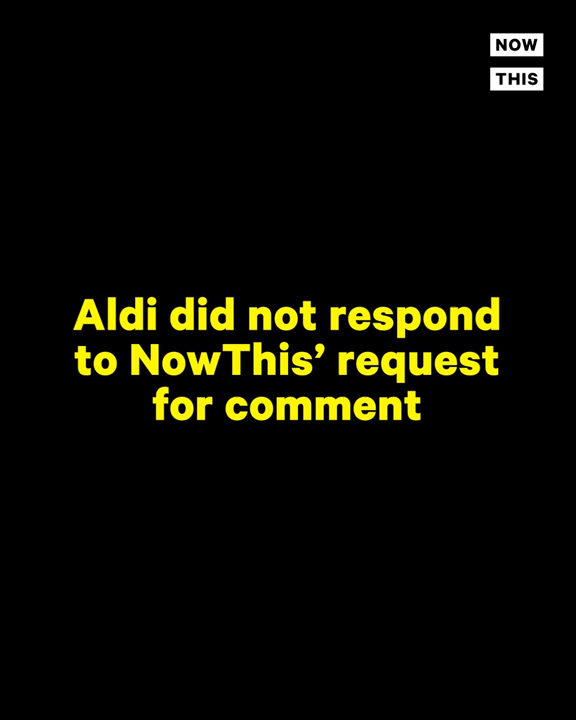 NOW
THIS
Aldi did not respond
to NowThis’ request
for comment